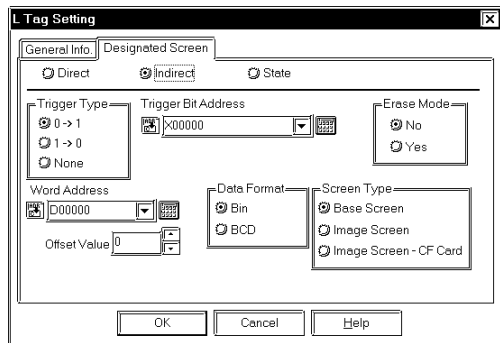 L Tag Setting
General Info. Designated Screen
Direct Indirect State
Trigger Type Trigger Bit Address Erase Mode
0 -> 1 X00000 No
1 -> 0 Yes
None
Word Address Data Format Screen Type
D00000 Bin Base Screen
Offset Value 0 BCD Image Screen
Image Screen - CF Card
OK Cancel Help